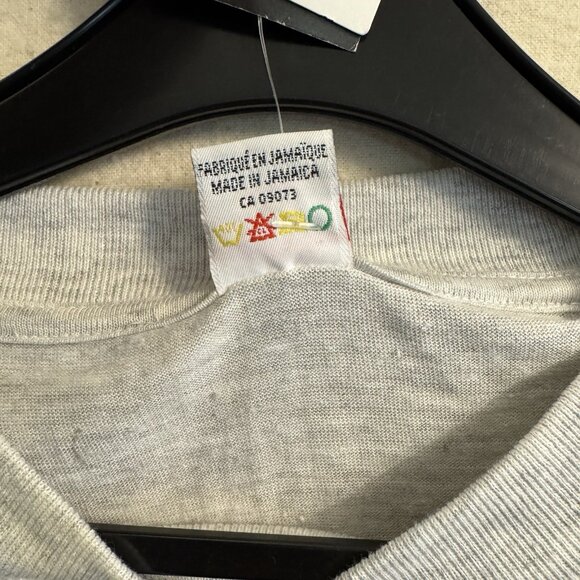 FABRIQUÉ EN JAMAÏQUE
MADE IN JAMAICA
CA 09073